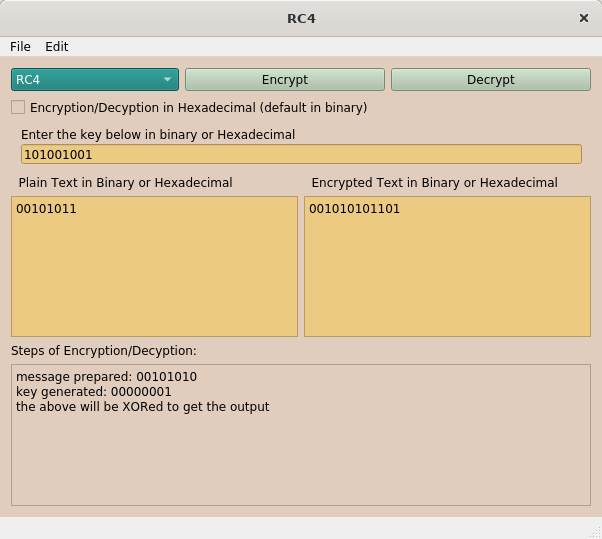 RC4
File Edit
RC4 Encrypt Decrypt
Encryption/Decyption in Hexadecimal (default in binary)
Enter the key below in binary or Hexadecimal
101001001
Plain Text in Binary or Hexadecimal Encrypted Text in Binary or Hexadecimal
00101011 001010101101
Steps of Encryption/Decyption:
message prepared: 00101010
key generated: 00000001
the above will be XORed to get the output